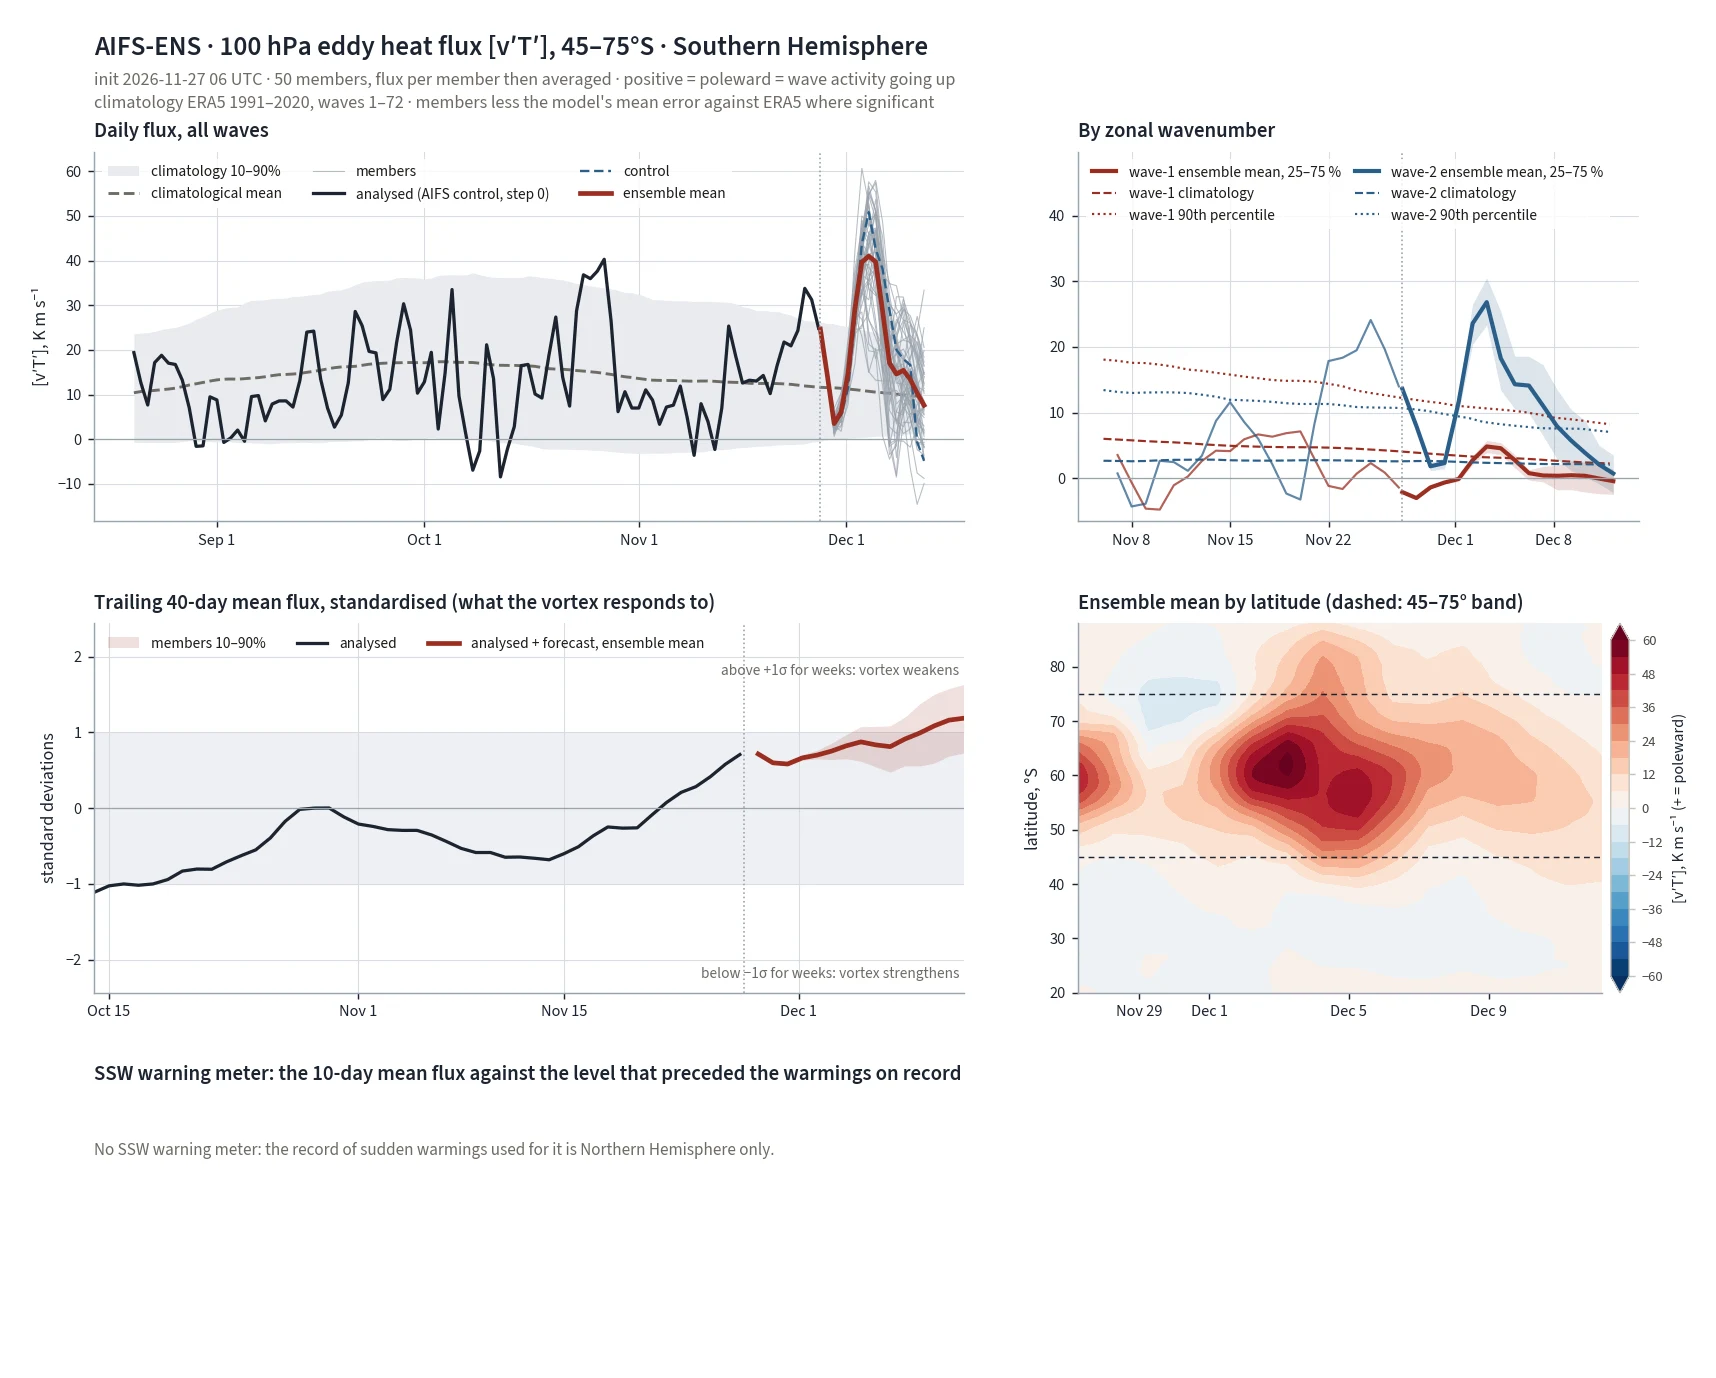 AIFS-ENS · 100 hPa eddy heat flux [v′T′], 45–75°S · Southern Hemisphere
init 2026-11-27 06 UTC · 50 members, flux per member then averaged · positive = poleward = wave activity going up
climatology ERA5 1991–2020, waves 1–72 · members less the model's mean error against ERA5 where significant
Daily flux, all waves
climatology 10–90%
members
control
climatological mean
analysed (AIFS control, step 0)
ensemble mean
[v′T′], K m s⁻¹
60
50
40
30
20
10
0
−10
Sep 1
Oct 1
Nov 1
Dec 1
By zonal wavenumber
wave-1 ensemble mean, 25–75 %
wave-2 ensemble mean, 25–75 %
wave-1 climatology
wave-2 climatology
wave-1 90th percentile
wave-2 90th percentile
40
30
20
10
0
Nov 8
Nov 15
Nov 22
Dec 1
Dec 8
Trailing 40-day mean flux, standardised (what the vortex responds to)
members 10–90%
analysed
analysed + forecast, ensemble mean
above +1σ for weeks: vortex weakens
below −1σ for weeks: vortex strengthens
standard deviations
2
1
0
−1
−2
Oct 15
Nov 1
Nov 15
Dec 1
Ensemble mean by latitude (dashed: 45–75° band)
latitude, °S
80
70
60
50
40
30
20
Nov 29
Dec 1
Dec 5
Dec 9
60
48
36
24
12
0
−12
−24
−36
−48
−60
[v′T′], K m s⁻¹ (+ = poleward)
SSW warning meter: the 10-day mean flux against the level that preceded the warmings on record
No SSW warning meter: the record of sudden warmings used for it is Northern Hemisphere only.